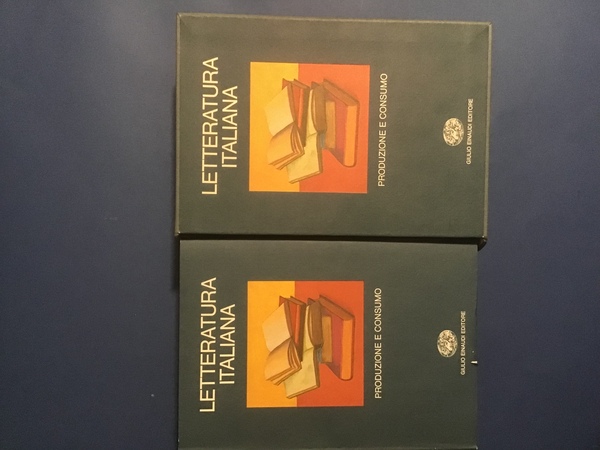 LETTERATURA
ITALIANA
PRODUZIONE E CONSUMO
GIULIO EINAUDI EDITORE
LETTERATURA
ITALIANA
PRODUZIONE E CONSUMO
GIULIO EINAUDI EDITORE